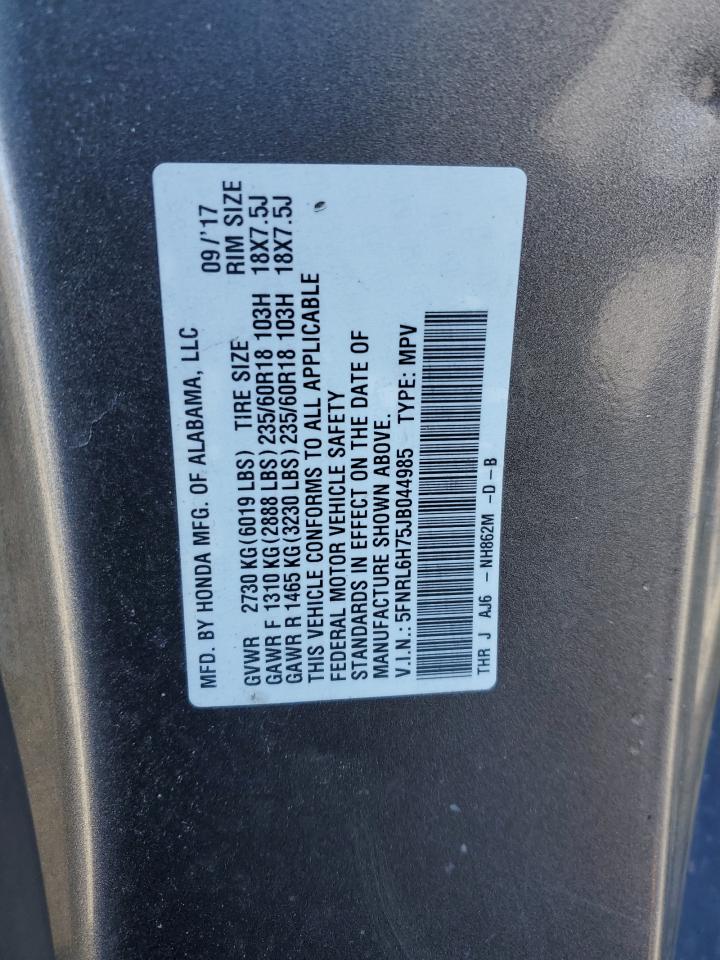 MFD. BY HONDA MFG. OF ALABAMA, LLC 09/'17
GVWR 2730 KG (6019 LBS) TIRE SIZE RIM SIZE
GAWR F 1310 KG (2888 LBS) 235/60R18 103H 18X7.5J
GAWR R 1465 KG (3230 LBS) 235/60R18 103H 18X7.5J
THIS VEHICLE CONFORMS TO ALL APPLICABLE
FEDERAL MOTOR VEHICLE SAFETY
STANDARDS IN EFFECT ON THE DATE OF
MANUFACTURE SHOWN ABOVE.
V.I.N.: 5FNRL6H75JB044985 TYPE: MPV
THR J AJ6 - NH862M - D - B